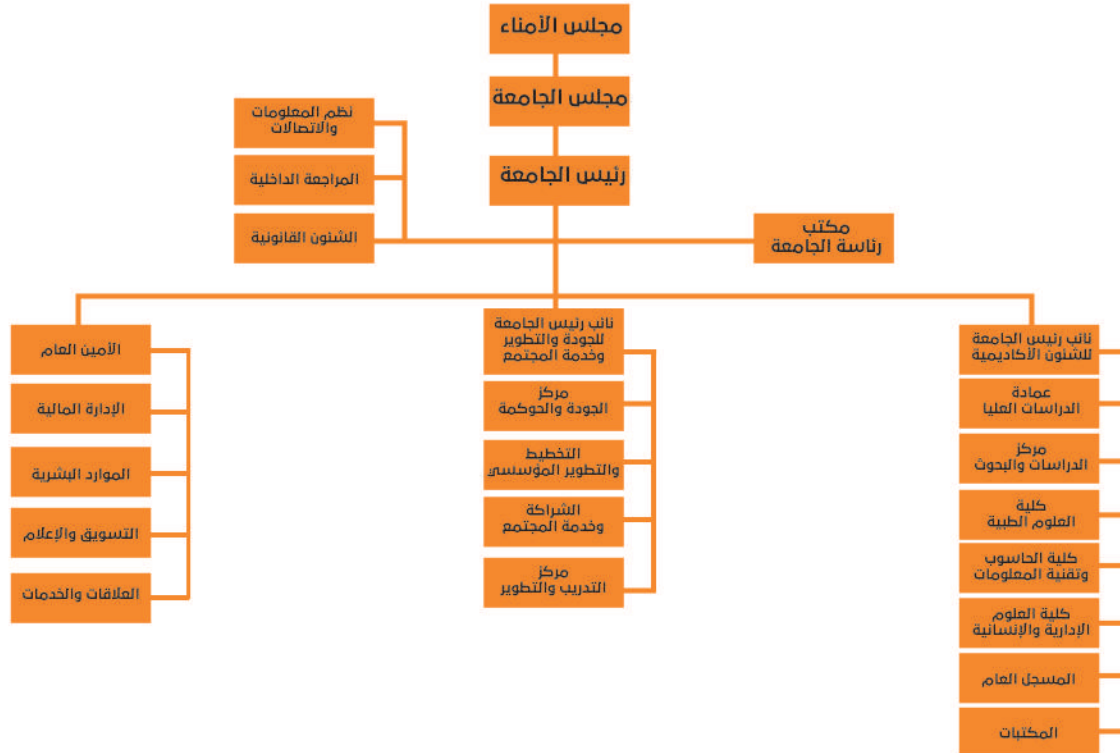 مجلس الأمناء
مجلس الجامعة
رئيس الجامعة
نظم المعلومات
والاتصالات
المراجعة الداخلية
الشئون القانونية
مكتب
رئاسة الجامعة
نائب رئيس الجامعة
للشئون الأكاديمية
عمادة
الدراسات العليا
مركز
الدراسات والبحوث
كلية
العلوم الطبية
كلية الحاسوب
وتقنية المعلومات
كلية العلوم
الإدارية والإنسانية
المسجل العام
المكتبات
نائب رئيس الجامعة
للجودة والتطوير
وخدمة المجتمع
مركز
الجودة والحوكمة
التخطيط
والتطوير المؤسسي
الشراكة
وخدمة المجتمع
مركز
التدريب والتطوير
الأمين العام
الإدارة المالية
الموارد البشرية
التسويق والإعلام
العلاقات والخدمات